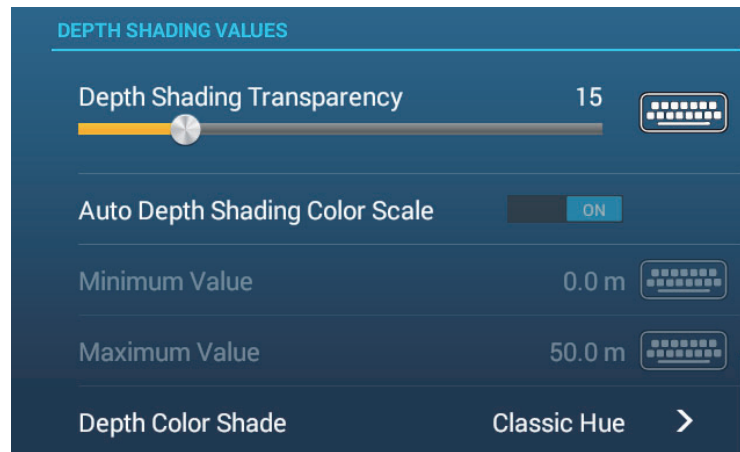 DEPTH SHADING VALUES
Depth Shading Transparency 15
Auto Depth Shading Color Scale ON
Minimum Value 0.0 m
Maximum Value 50.0 m
Depth Color Shade Classic Hue